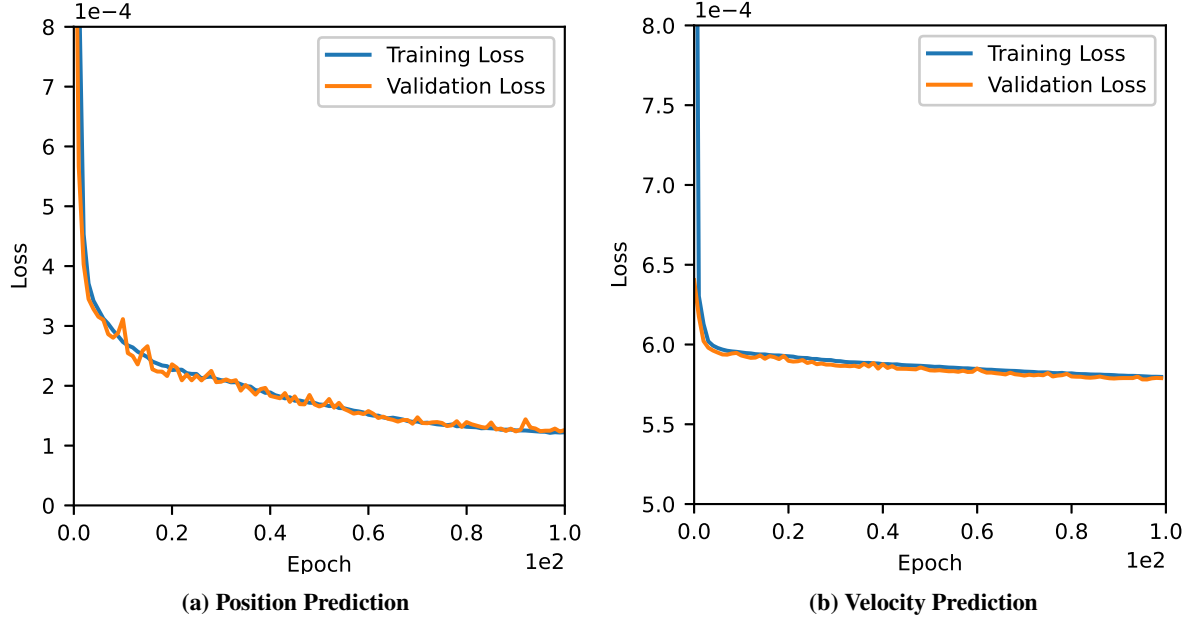 1e−4
8
7
6
5
4
3
2
1
0
Loss
Training Loss
Validation Loss
0.0 0.2 0.4 0.6 0.8 1.0
Epoch
1e2
(a) Position Prediction
1e−4
8.0
7.5
7.0
6.5
6.0
5.5
5.0
Loss
Training Loss
Validation Loss
0.0 0.2 0.4 0.6 0.8 1.0
Epoch
1e2
(b) Velocity Prediction